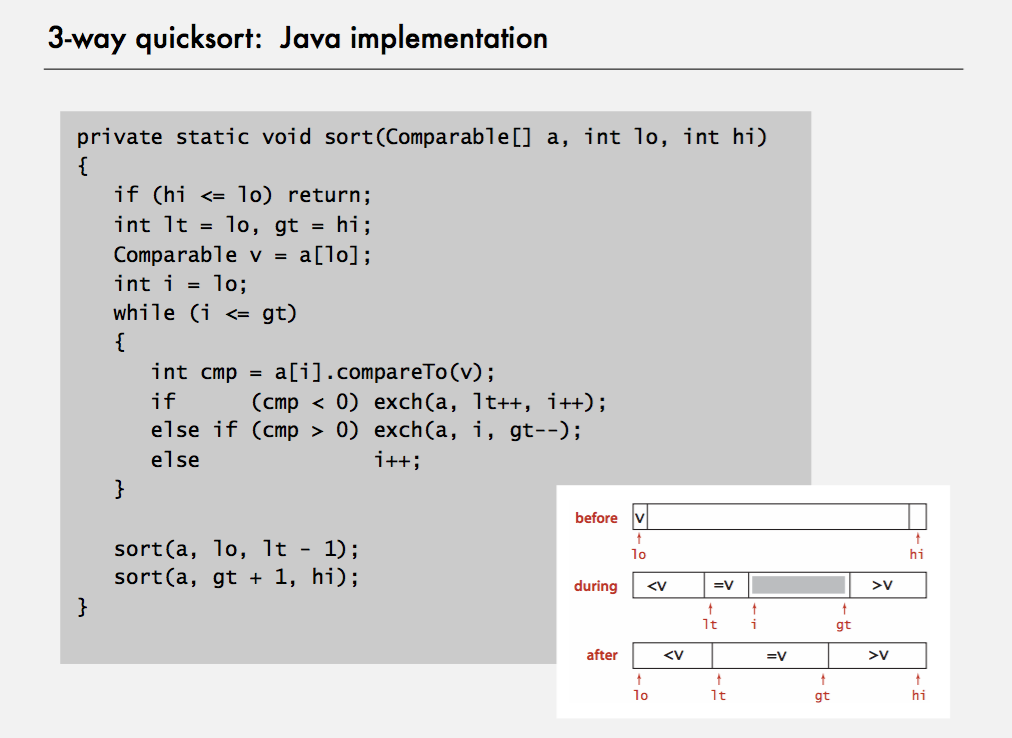 3-way quicksort: Java implementation
private static void sort(Comparable[] a, int lo, int hi)
{
if (hi <= lo) return;
int lt = lo, gt = hi;
Comparable v = a[lo];
int i = lo;
while (i <= gt)
{
int cmp = a[i].compareTo(v);
if (cmp < 0) exch(a, lt++, i++);
else if (cmp > 0) exch(a, i, gt--);
else i++;
}
sort(a, lo, lt - 1);
sort(a, gt + 1, hi);
}
before v
lo hi
during <v =v >v
lt i gt
after <v =v >v
lo lt gt hi